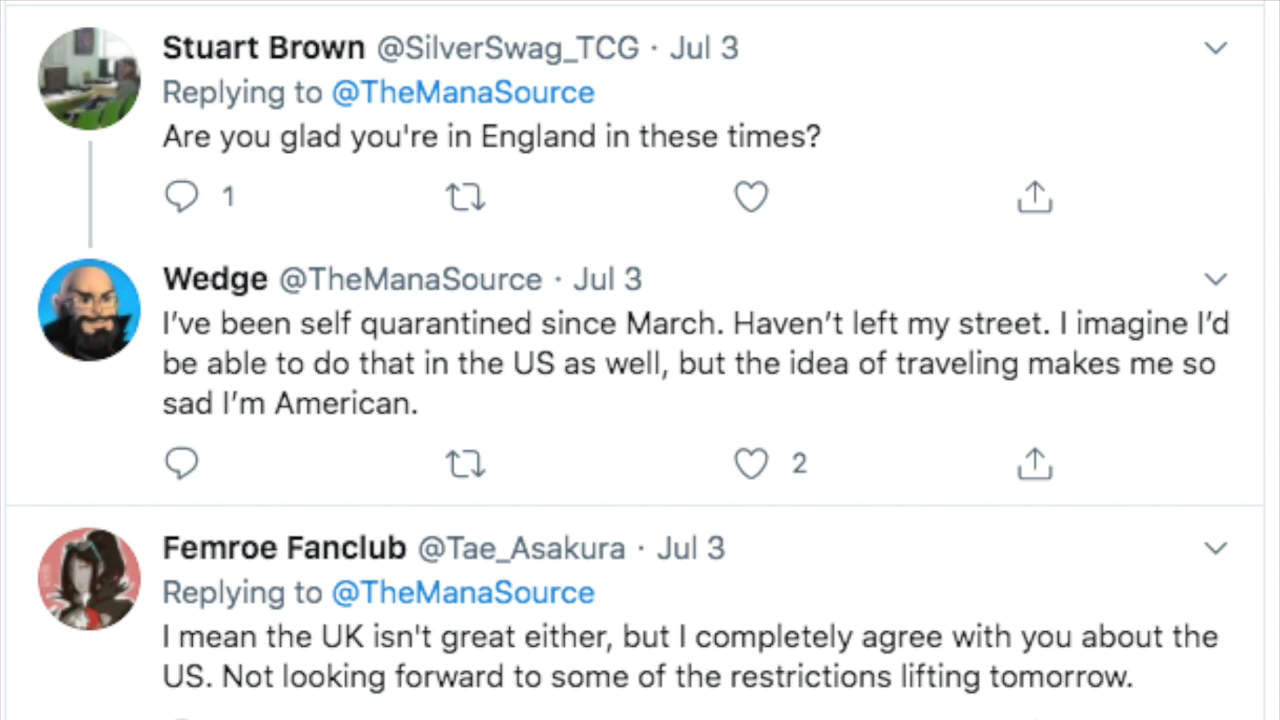 Stuart Brown @SilverSwag_TCG · Jul 3
Replying to @TheManaSource
Are you glad you're in England in these times?
1
Wedge @TheManaSource · Jul 3
I’ve been self quarantined since March. Haven’t left my street. I imagine I’d
be able to do that in the US as well, but the idea of traveling makes me so
sad I’m American.
2
Femroe Fanclub @Tae_Asakura · Jul 3
Replying to @TheManaSource
I mean the UK isn't great either, but I completely agree with you about the
US. Not looking forward to some of the restrictions lifting tomorrow.